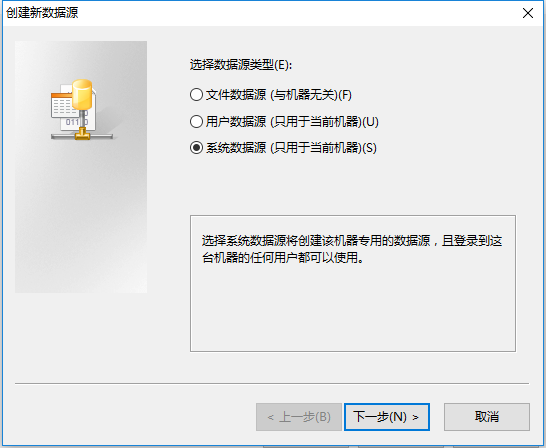 创建新数据源
选择数据源类型(E):
文件数据源 (与机器无关)(F)
用户数据源 (只用于当前机器)(U)
系统数据源 (只用于当前机器)(S)
选择系统数据源将创建该机器专用的数据源，且登录到这
台机器的任何用户都可以使用。
< 上一步(B)
下一步(N) >
取消